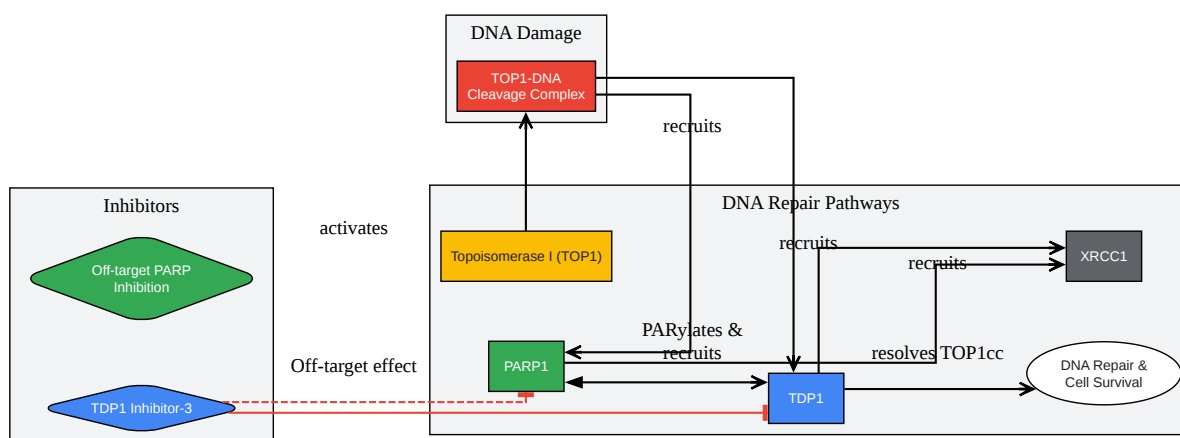 DNA Damage
TOP1-DNA
Cleavage Complex
recruits
Inhibitors
Off-target PARP
Inhibition
activates
Off-target effect
TDP1 Inhibitor-3
DNA Repair Pathways
Topoisomerase I (TOP1)
recruits
recruits
XRCC1
PARylates &
recruits
resolves TOP1cc
PARP1
TDP1
DNA Repair &
Cell Survival